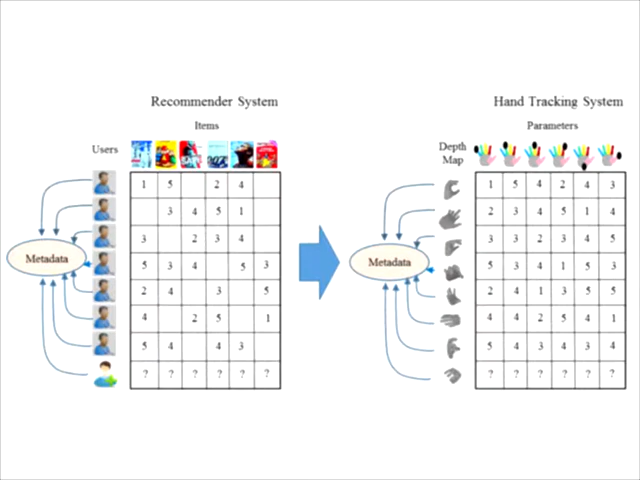 Recommender System
Items
Users
1 5 2 4
3 4 5 1
3 2 3 4
5 3 4 5 3
2 4 3 5
4 2 5 1
5 4 4 3
? ? ? ? ? ?
Metadata
Hand Tracking System
Parameters
Depth
Map
1 5 4 2 4 3
2 3 4 5 1 4
3 3 2 3 4 5
5 3 4 1 5 3
2 4 1 3 5 5
4 4 2 5 4 1
5 4 3 4 3 4
? ? ? ? ? ?
Metadata